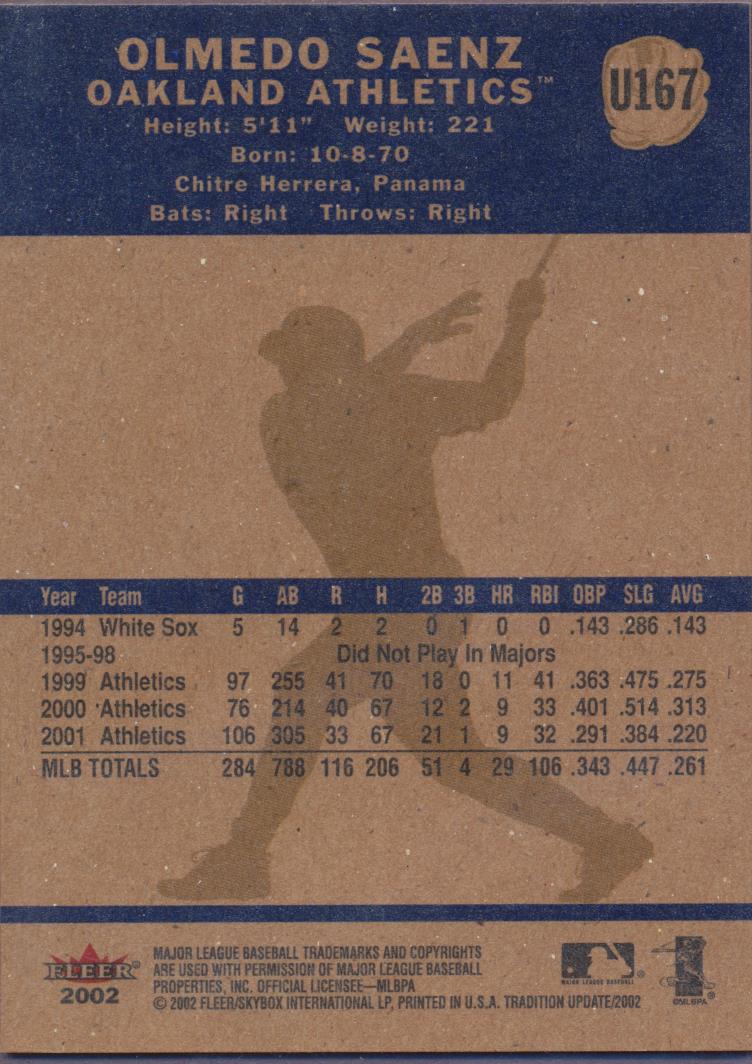 OLMEDO SAENZ
OAKLAND ATHLETICS™
U167
Height: 5'11" Weight: 221
Born: 10-8-70
Chitre Herrera, Panama
Bats: Right Throws: Right
Year Team G AB R H 2B 3B HR RBI OBP SLG AVG
1994 White Sox 5 14 2 2 0 1 0 0 .143 .286 .143
1995-98 Did Not Play In Majors
1999 Athletics 97 255 41 70 18 0 11 41 .363 .475 .275
2000 Athletics 76 214 40 67 12 2 9 33 .401 .514 .313
2001 Athletics 106 305 33 67 21 1 9 32 .291 .384 .220
MLB TOTALS 284 788 116 206 51 4 29 106 .343 .447 .261
FLEER®
2002
MAJOR LEAGUE BASEBALL TRADEMARKS AND COPYRIGHTS
ARE USED WITH PERMISSION OF MAJOR LEAGUE BASEBALL
PROPERTIES, INC. OFFICIAL LICENSEE—MLBPA
© 2002 FLEER/SKYBOX INTERNATIONAL LP, PRINTED IN U.S.A. TRADITION UPDATE/2002
MAJOR LEAGUE BASEBALL ®
©MLBPA ®